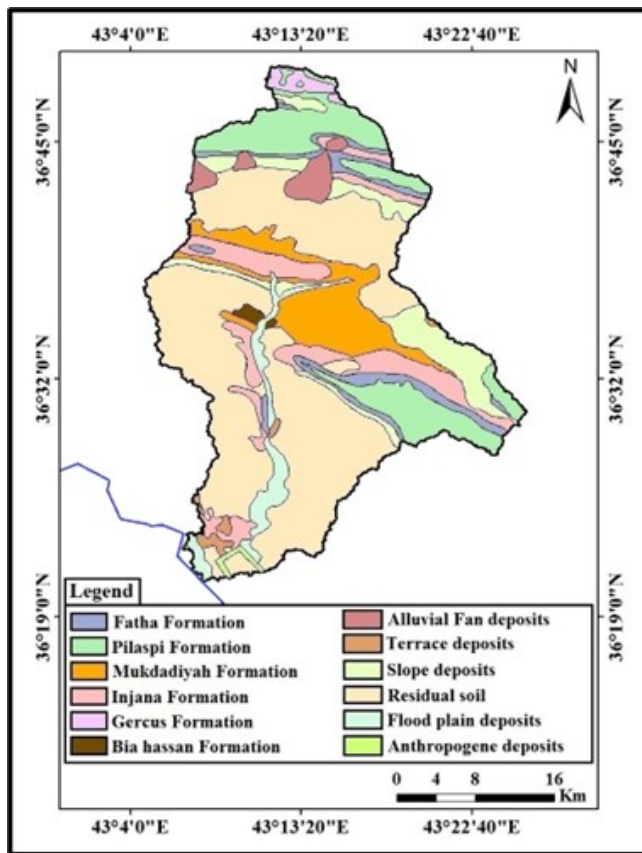 43°4'0"E 43°13'20"E 43°22'40"E
N
36°45'0"N 36°45'0"N
36°32'0"N 36°32'0"N
36°19'0"N 36°19'0"N
Legend
Fatha Formation
Pilaspi Formation
Mukdadiyah Formation
Injana Formation
Gercus Formation
Bia hassan Formation
Alluvial Fan deposits
Terrace deposits
Slope deposits
Residual soil
Flood plain deposits
Anthropogene deposits
0 4 8 16
Km
43°4'0"E 43°13'20"E 43°22'40"E